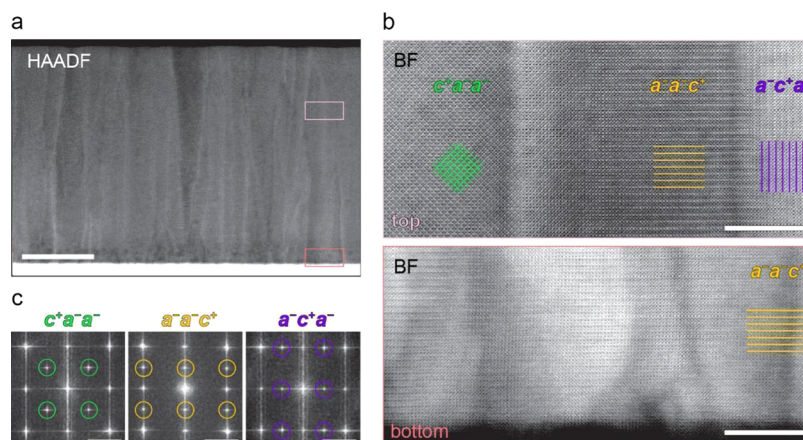 a
HAADF
b
BF
c⁺a⁻a⁻
a⁻a⁻c⁺
a⁻c⁺a
top
BF
a⁻a⁻c⁺
bottom
c
c⁺a⁻a⁻
a⁻a⁻c⁺
a⁻c⁺a⁻